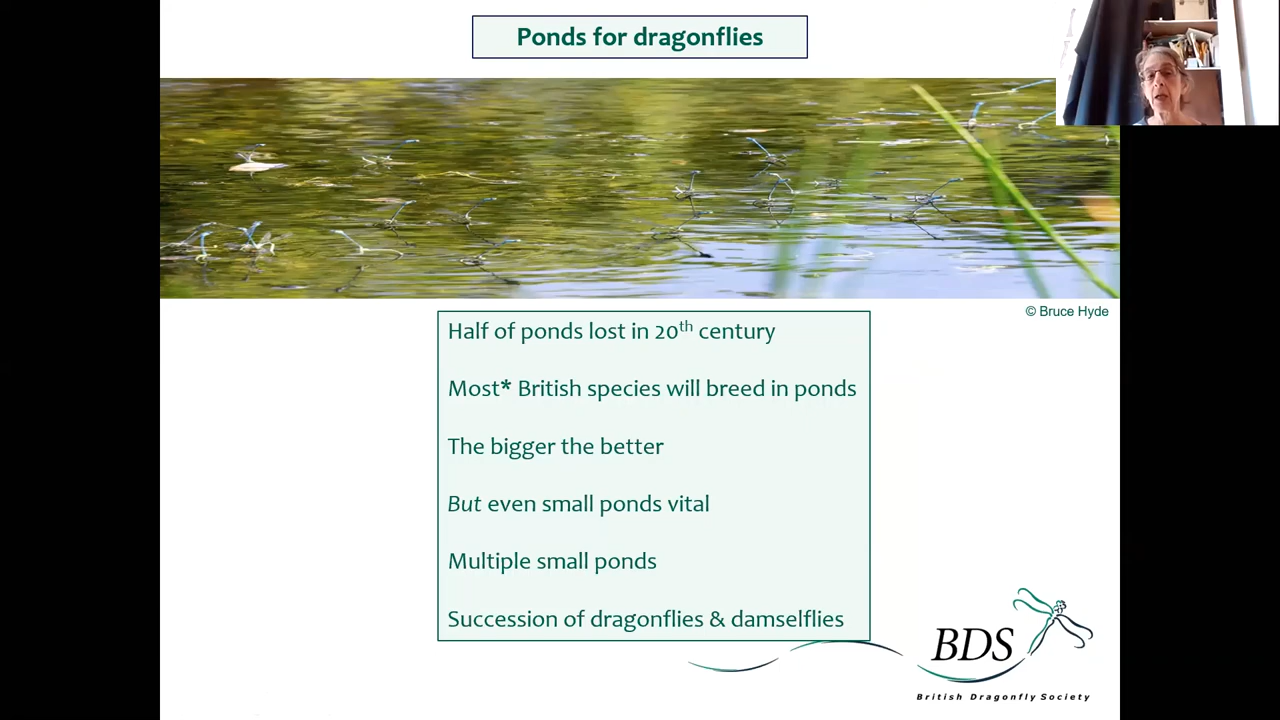 Ponds for dragonflies
© Bruce Hyde
Half of ponds lost in 20th century
Most* British species will breed in ponds
The bigger the better
But even small ponds vital
Multiple small ponds
Succession of dragonflies & damselflies
BDS
British Dragonfly Society